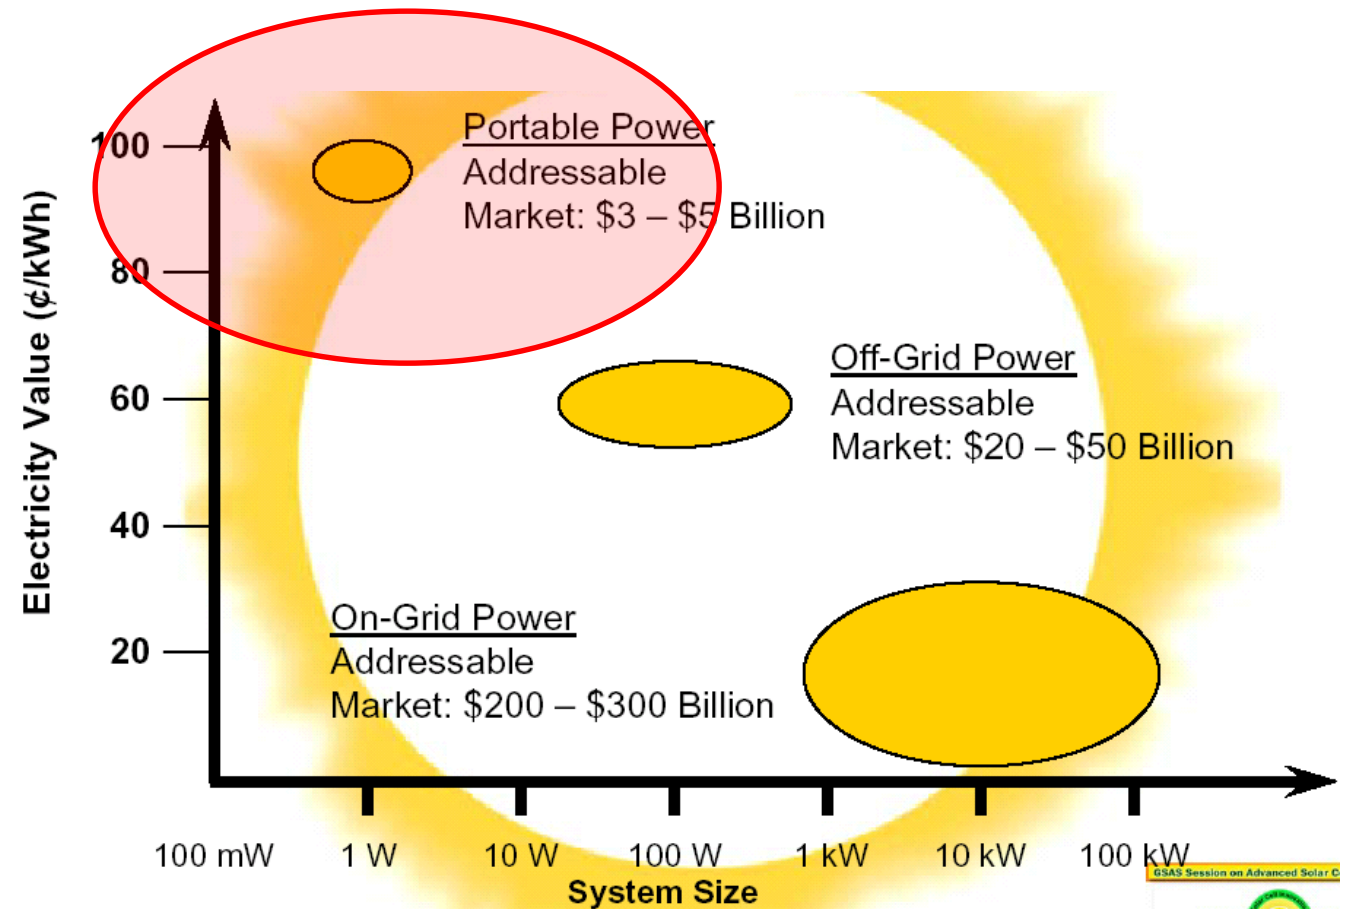 Electricity Value (¢/kWh)
100
80
60
40
20
Portable Power
Addressable
Market: $3 – $5 Billion
Off-Grid Power
Addressable
Market: $20 – $50 Billion
On-Grid Power
Addressable
Market: $200 – $300 Billion
100 mW 1 W 10 W 100 W 1 kW 10 kW 100 kW
System Size
GSAS Session on Advanced Solar